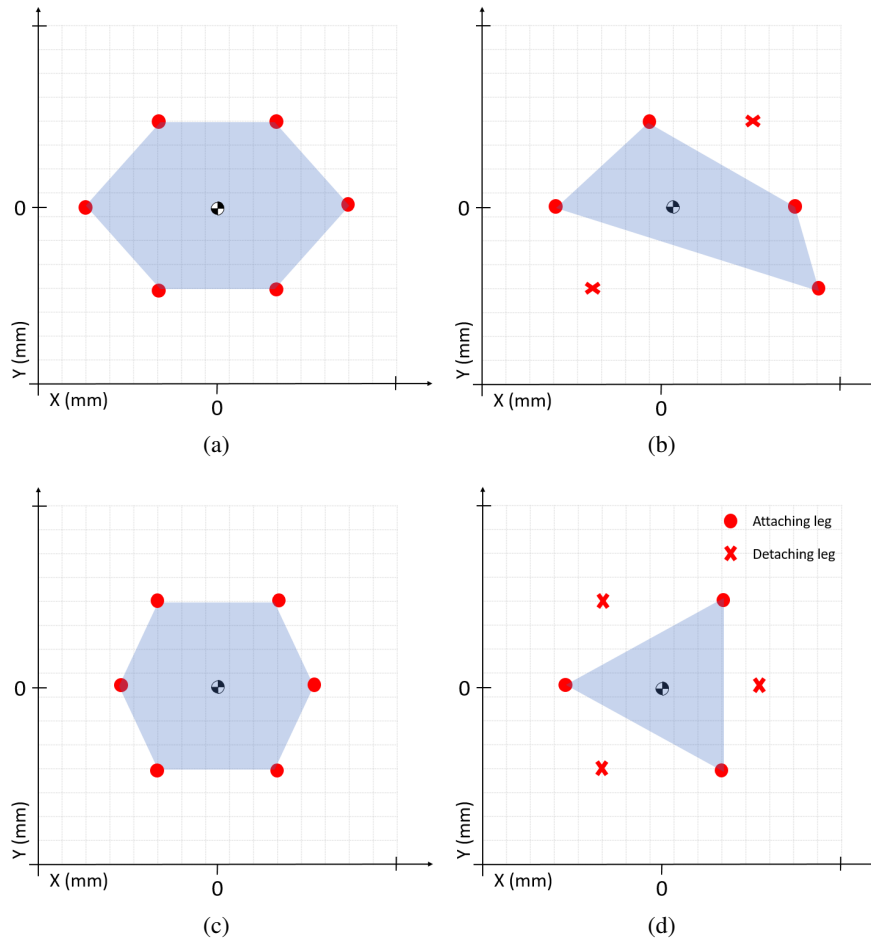 0
Y (mm)
X (mm)
0
(a)
0
Y (mm)
X (mm)
0
(b)
0
Y (mm)
X (mm)
0
(c)
Attaching leg
Detaching leg
0
Y (mm)
X (mm)
0
(d)